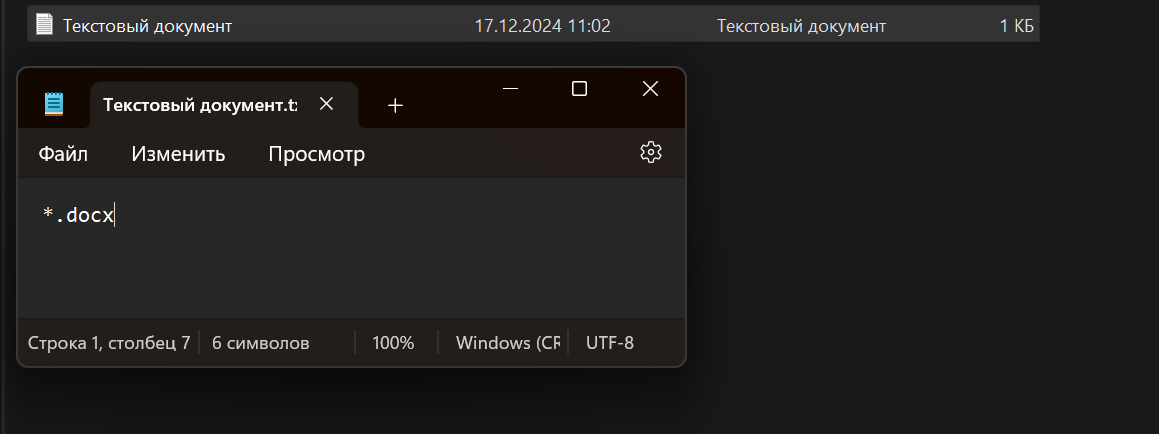 Текстовый документ 17.12.2024 11:02 Текстовый документ 1 КБ
Текстовый документ.tx
Файл Изменить Просмотр
*.docx
Строка 1, столбец 7 6 символов 100% Windows (CR UTF-8